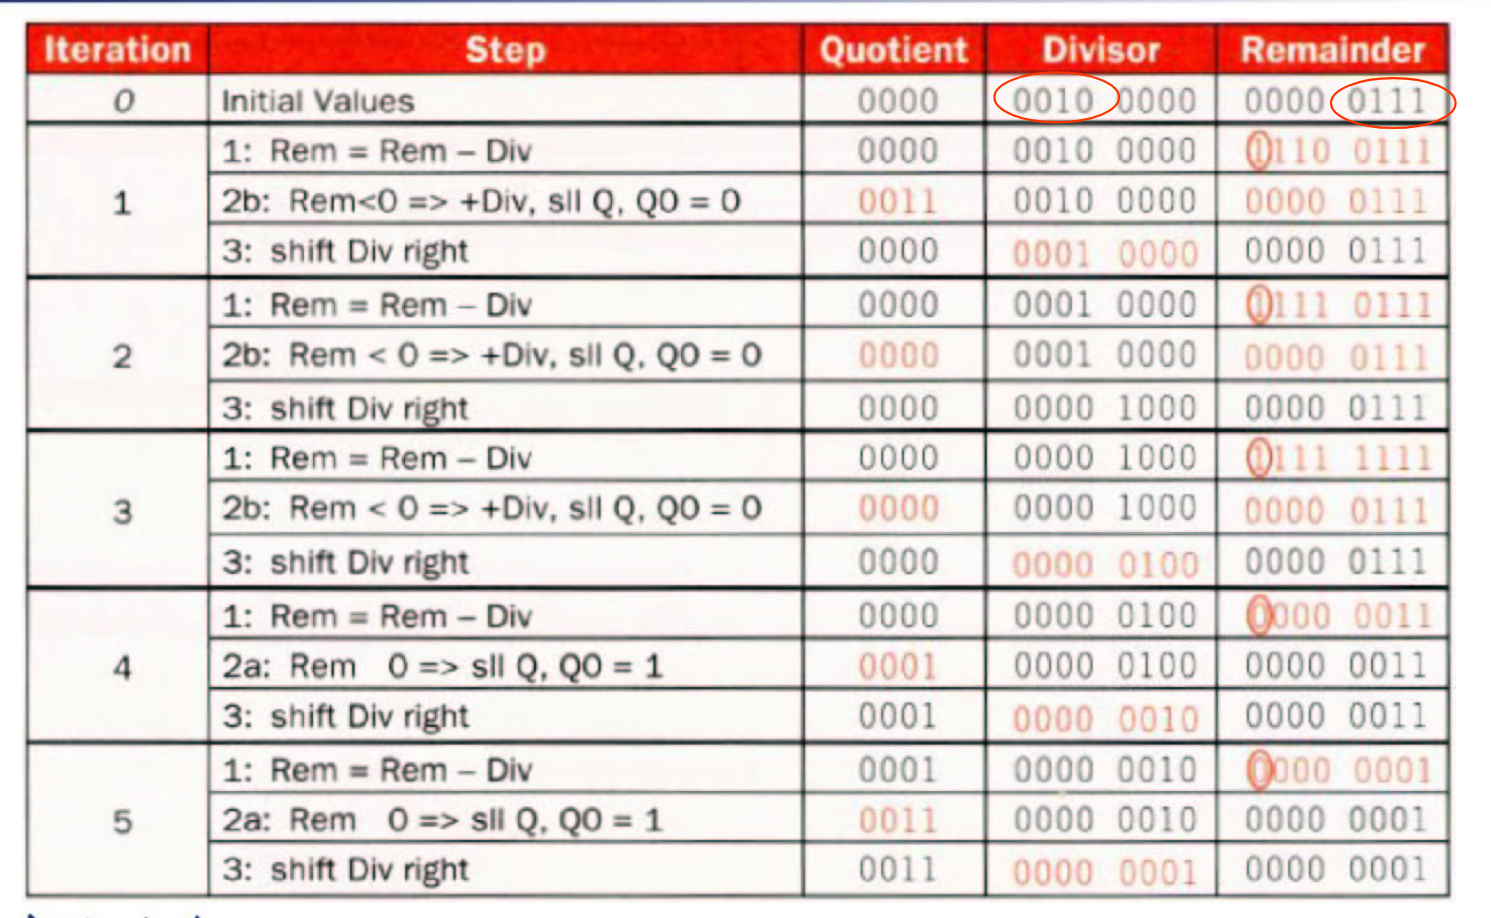 Iteration Step Quotient Divisor Remainder
0 Initial Values 0000 0010 0000 0000 0111
1: Rem = Rem – Div 0000 0010 0000 1110 0111
1 2b: Rem<0 => +Div, sll Q, Q0 = 0 0011 0010 0000 0000 0111
3: shift Div right 0000 0001 0000 0000 0111
1: Rem = Rem – Div 0000 0001 0000 1111 0111
2 2b: Rem < 0 => +Div, sll Q, Q0 = 0 0000 0001 0000 0000 0111
3: shift Div right 0000 0000 1000 0000 0111
1: Rem = Rem – Div 0000 0000 1000 1111 1111
3 2b: Rem < 0 => +Div, sll Q, Q0 = 0 0000 0000 1000 0000 0111
3: shift Div right 0000 0000 0100 0000 0111
1: Rem = Rem – Div 0000 0000 0100 0000 0011
4 2a: Rem 0 => sll Q, Q0 = 1 0001 0000 0100 0000 0011
3: shift Div right 0001 0000 0010 0000 0011
1: Rem = Rem – Div 0001 0000 0010 0000 0001
5 2a: Rem 0 => sll Q, Q0 = 1 0011 0000 0010 0000 0001
3: shift Div right 0011 0000 0001 0000 0001